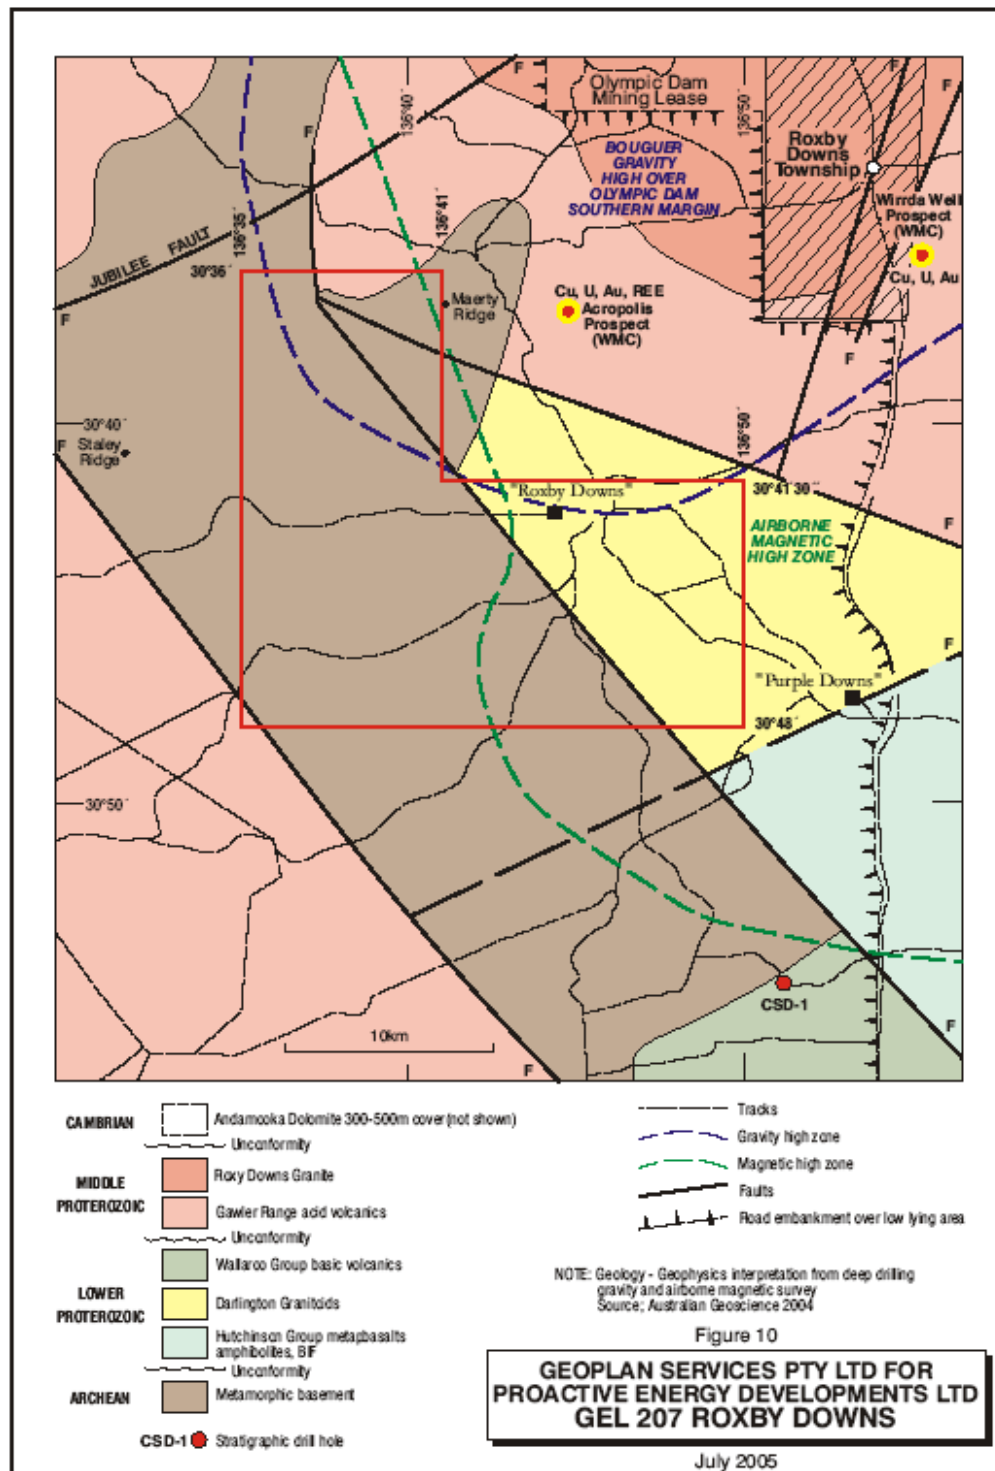 F
F
F
136°40´
Olympic Dam
Mining Lease
136°50´
Roxby
Downs
Township
BOUGUER
GRAVITY
HIGH OVER
OLYMPIC DAM
SOUTHERN MARGIN
Wirrda Well
Prospect
(WMC)
Cu, U, Au
JUBILEE FAULT
136°35´
136°41´
30°36´
F
Maerty
Ridge
Cu, U, Au, REE
Acropolis
Prospect
(WMC)
F
30°40´
F
Staley
Ridge
136°50´
"Roxby Downs"
30°41´30´´
AIRBORNE
MAGNETIC
HIGH ZONE
F
F
"Purple Downs"
30°48´
30°50´
CSD-1
10km
F
F
CAMBRIAN
Andamooka Dolomite 300-500m cover(not shown)
Unconformity
MIDDLE
PROTEROZOIC
Roxy Downs Granite
Gawler Range acid volcanics
Unconformity
Wallaroo Group basic volcanics
LOWER
PROTEROZOIC
Darlington Granitoids
Hutchinson Group metapbasalts
amphibolites, BIF
Unconformity
ARCHEAN
Metamorphic basement
CSD-1 Stratigraphic drill hole
Tracks
Gravity high zone
Magnetic high zone
Faults
Road embankment over low lying area
NOTE: Geology - Geophysics interpretation from deep drilling
gravity and airborne magnetic survey
Source; Australian Geoscience 2004
Figure 10
GEOPLAN SERVICES PTY LTD FOR
PROACTIVE ENERGY DEVELOPMENTS LTD
GEL 207 ROXBY DOWNS
July 2005